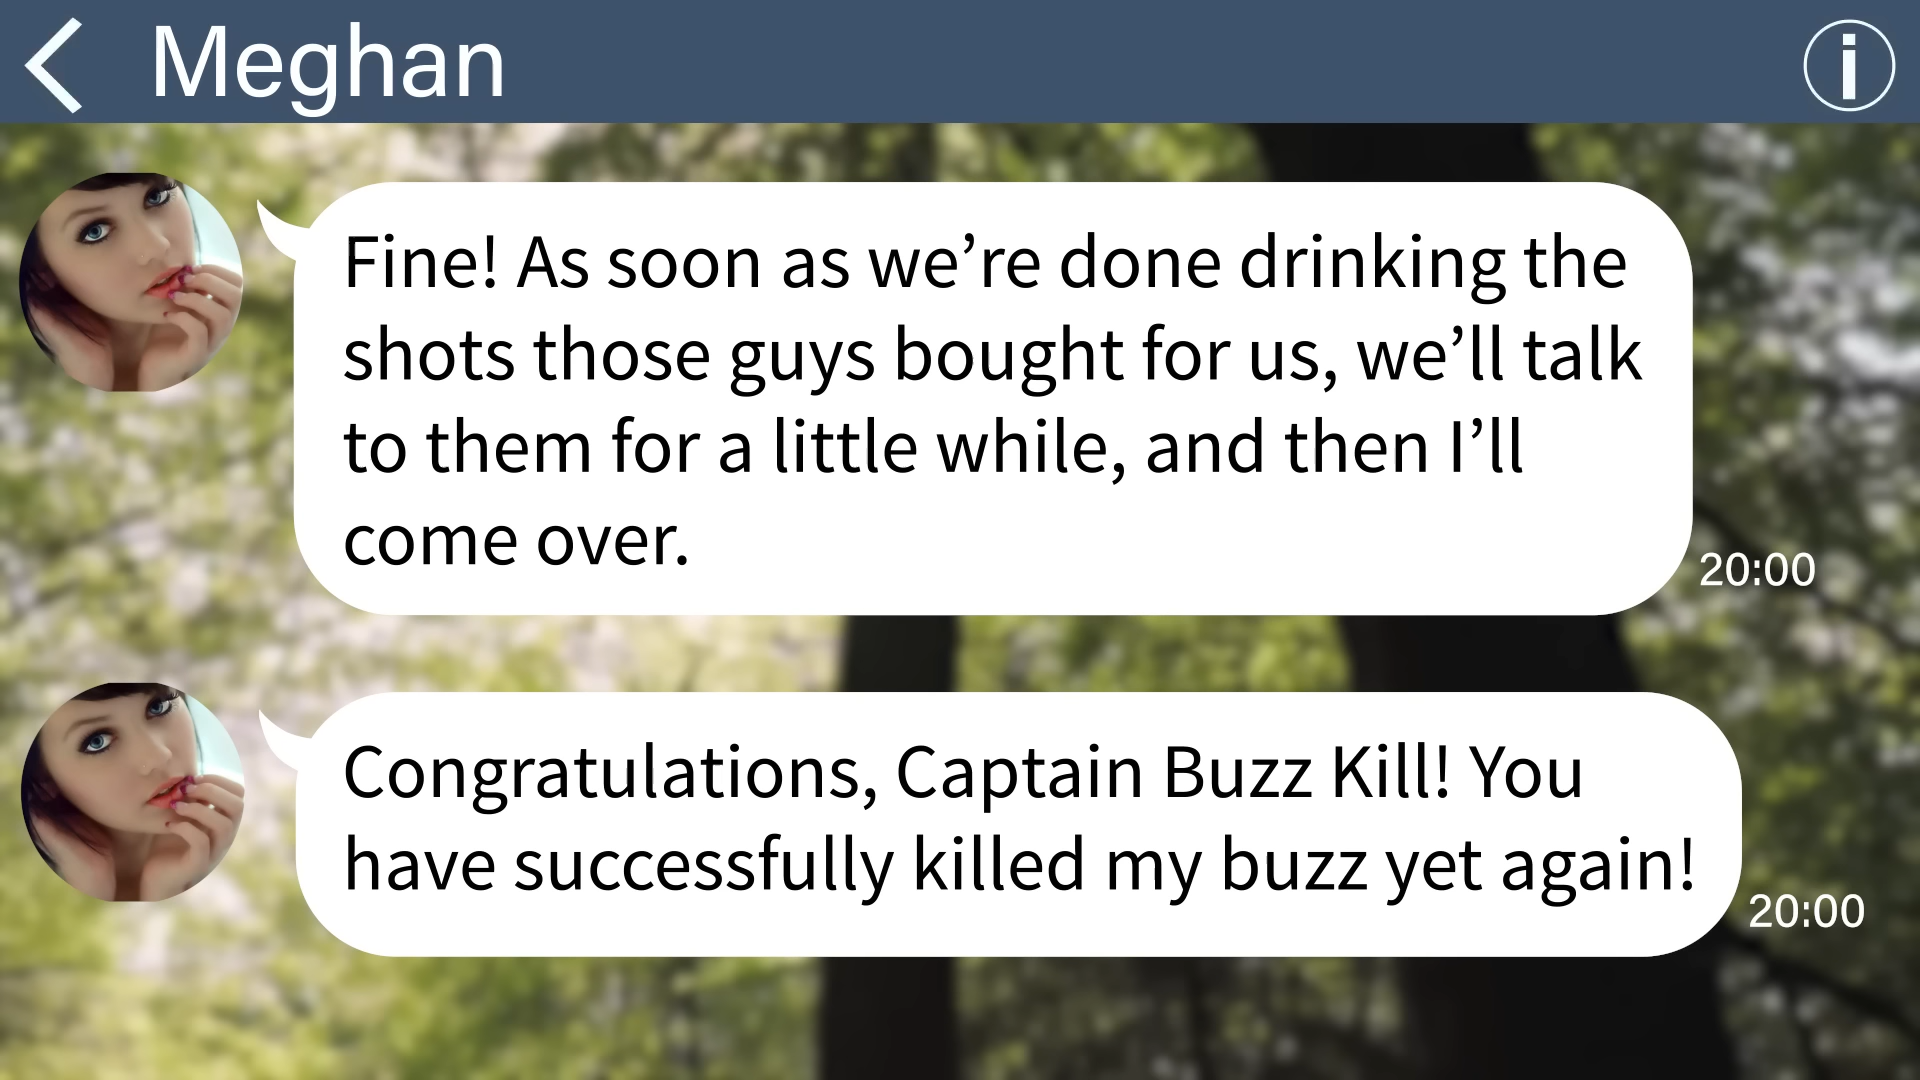 Meghan
Fine! As soon as we’re done drinking the
shots those guys bought for us, we’ll talk
to them for a little while, and then I’ll
come over.
20:00
Congratulations, Captain Buzz Kill! You
have successfully killed my buzz yet again!
20:00